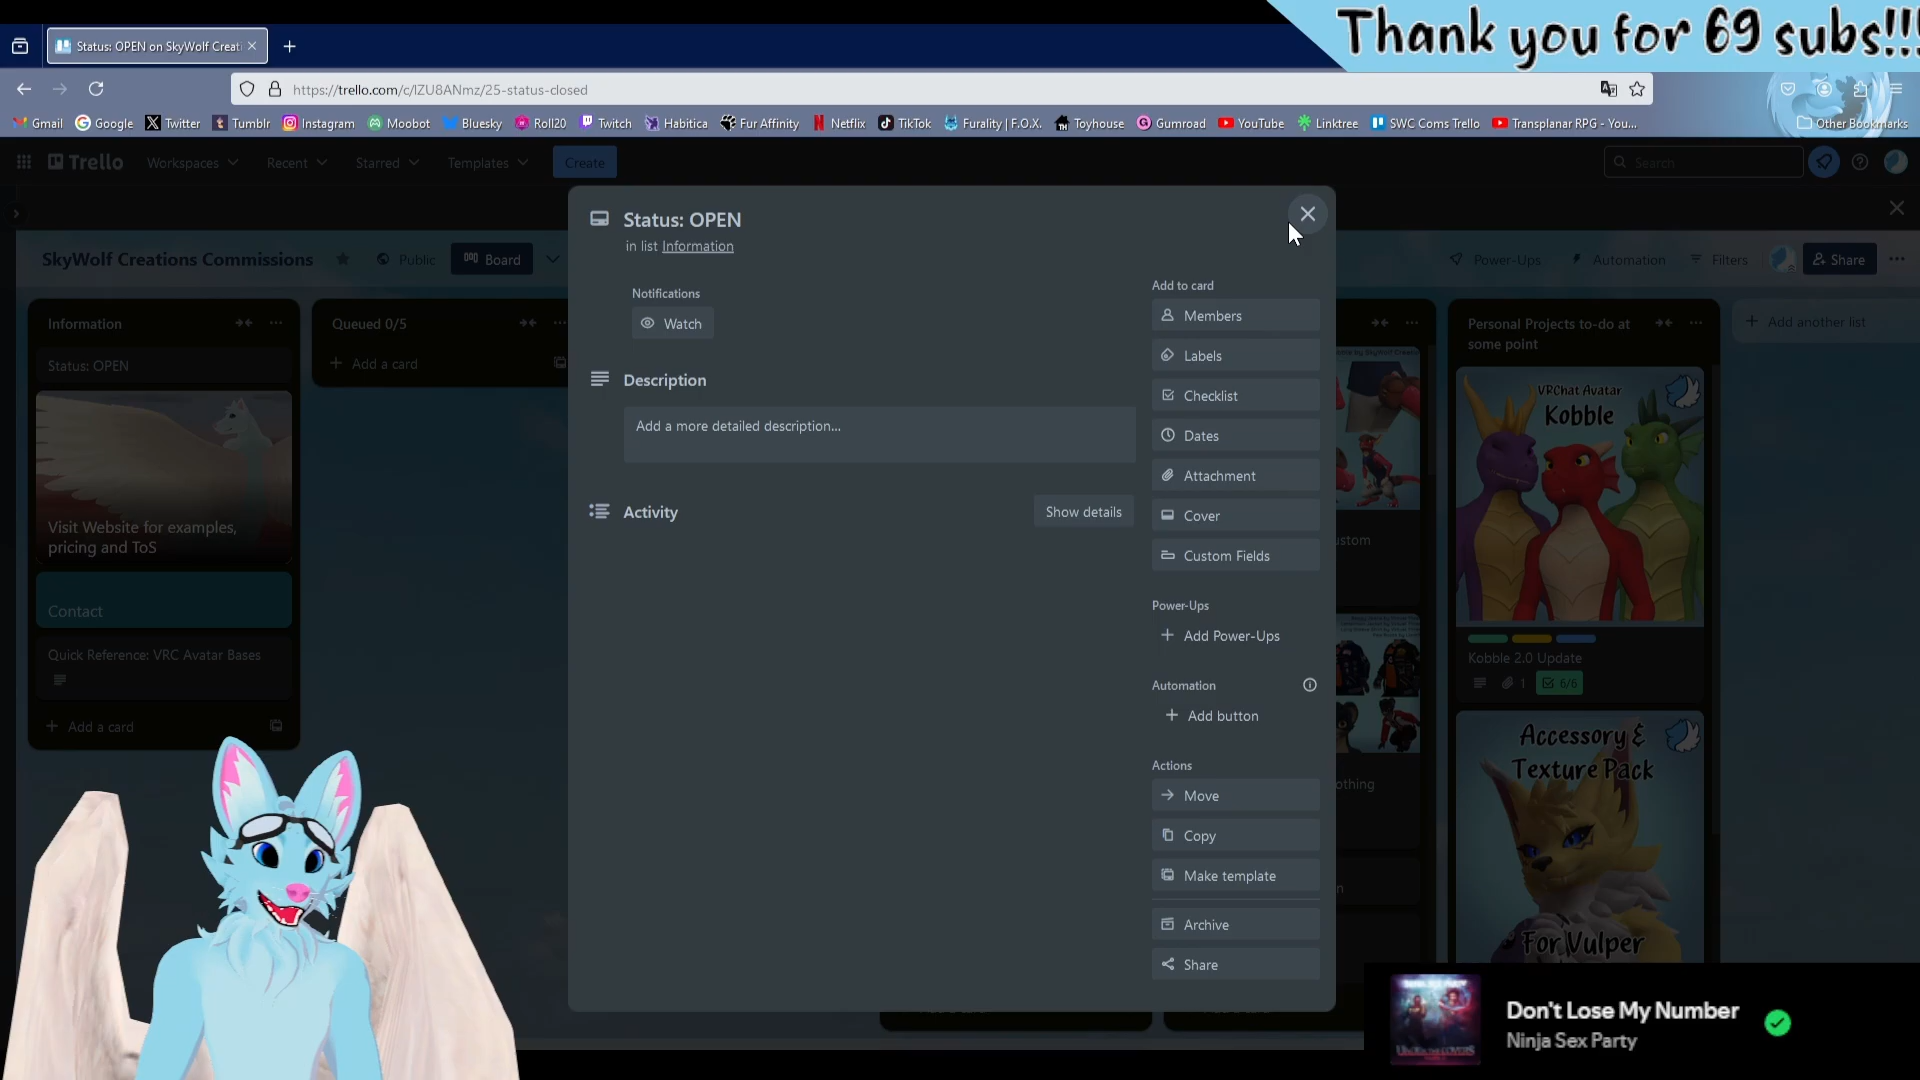 Thank you for 69 subs!!!
Status: OPEN on SkyWolf Creati
https://trello.com/c/IZU8ANmz/25-status-closed
Gmail
Google
Twitter
Tumblr
Instagram
Moobot
Bluesky
Roll20
Twitch
Habitica
Fur Affinity
Netflix
TikTok
Furality | F.O.X.
Toyhouse
Gumroad
YouTube
Linktree
SWC Coms Trello
Transplanar RPG - You...
Other Bookmarks
Trello
Workspaces
Recent
Starred
Templates
Create
Search
SkyWolf Creations Commissions
Public
Board
Power-Ups
Automation
Filters
Share
Information
Status: OPEN
Visit Website for examples,
pricing and ToS
Contact
Quick Reference: VRC Avatar Bases
Add a card
Queued 0/5
Add a card
Status: OPEN
in list Information
Notifications
Watch
Description
Add a more detailed description...
Activity
Show details
Add to card
Members
Labels
Checklist
Dates
Attachment
Cover
Custom Fields
Power-Ups
Add Power-Ups
Automation
Add button
Actions
Move
Copy
Make template
Archive
Share
Personal Projects to-do at
some point
VRChat Avatar
Kobble
Kobble 2.0 Update
1
6/6
Accessory &
Texture Pack
For Vulper
Add another list
Don't Lose My Number
Ninja Sex Party